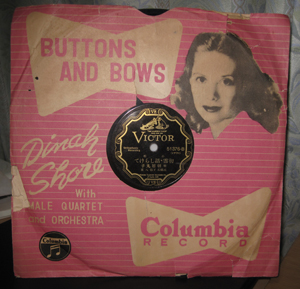 BUTTONS
AND BOWS
Dinah
Shore
With
MALE QUARTET
and ORCHESTRA
VICTOR
Columbia
RECORD